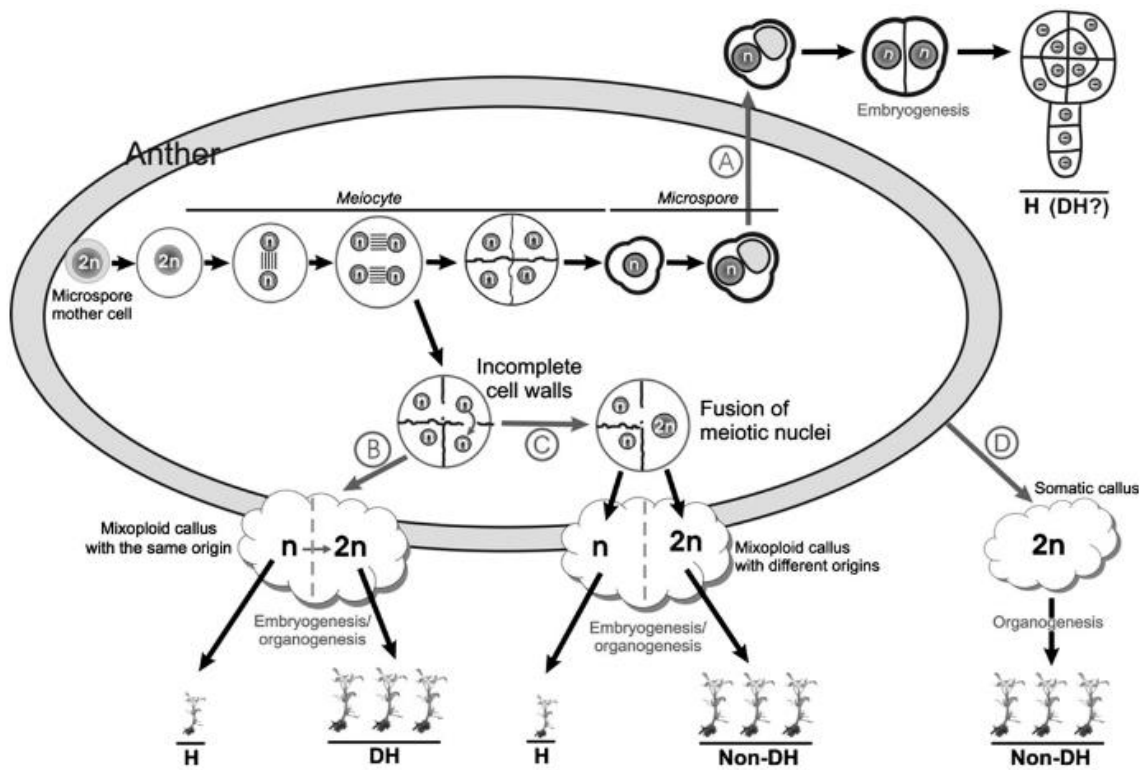 n
n
n
Embryogenesis
A
H (DH?)
Anther
Meiocyte
Microspore
2n
2n
n
n
n
n
n
n
n
n
n
n
n
n
Microspore
mother cell
Incomplete
cell walls
n
n
n
n
n
2n
n
Fusion of
meiotic nuclei
B
C
D
Mixoploid callus
with the same origin
n
2n
n
2n
Mixoploid callus
with different origins
Somatic callus
2n
Embryogenesis/
organogenesis
Embryogenesis/
organogenesis
Organogenesis
H
DH
H
Non-DH
Non-DH